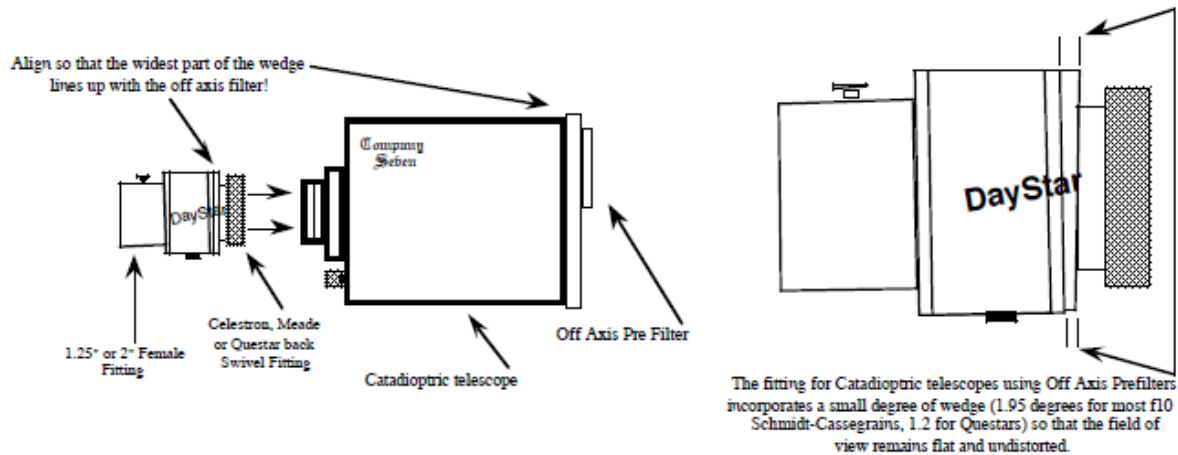 Align so that the widest part of the wedge
lines up with the off axis filter!
Company
Seven
DayStar
1.25" or 2" Female
Fitting
Celestron, Meade
or Questar back
Swivel Fitting
Catadioptric telescope
Off Axis Pre Filter
DayStar
The fitting for Catadioptric telescopes using Off Axis Prefilters
incorporates a small degree of wedge (1.95 degrees for most f10
Schmidt-Cassegrains, 1.2 for Questars) so that the field of
view remains flat and undistorted.